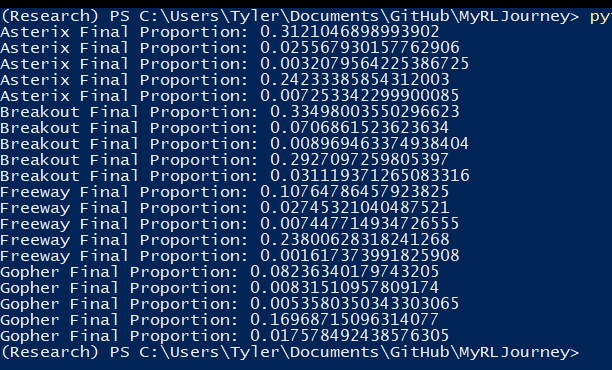 (Research) PS C:\Users\Tyler\Documents\GitHub\MyRLJourney> py
Asterix Final Proportion: 0.3121046898993902
Asterix Final Proportion: 0.025567930157762906
Asterix Final Proportion: 0.0032079564225386725
Asterix Final Proportion: 0.24233385854312003
Asterix Final Proportion: 0.007253342299900085
Breakout Final Proportion: 0.33498003550296623
Breakout Final Proportion: 0.0706861523623634
Breakout Final Proportion: 0.008969463374938404
Breakout Final Proportion: 0.2927097259805397
Breakout Final Proportion: 0.031119371265083316
Freeway Final Proportion: 0.10764786457923825
Freeway Final Proportion: 0.02745321040487521
Freeway Final Proportion: 0.007447714934726555
Freeway Final Proportion: 0.23800628318241268
Freeway Final Proportion: 0.001617373991825908
Gopher Final Proportion: 0.08236340179743205
Gopher Final Proportion: 0.00831510957809174
Gopher Final Proportion: 0.0053580350343303065
Gopher Final Proportion: 0.16968715096314077
Gopher Final Proportion: 0.017578492438576305
(Research) PS C:\Users\Tyler\Documents\GitHub\MyRLJourney>